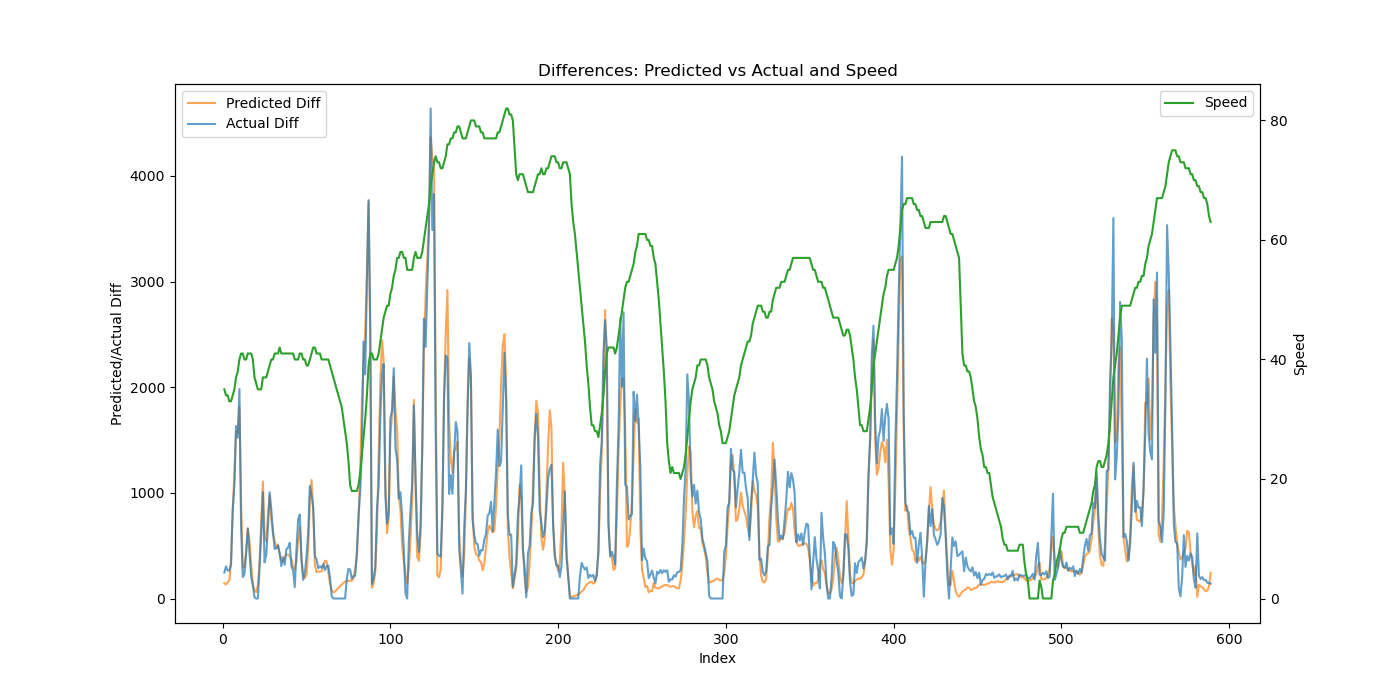 Differences: Predicted vs Actual and Speed
Predicted Diff
Actual Diff
Speed
Predicted/Actual Diff
4000
3000
2000
1000
0
80
60
40
20
0
Speed
0
100
200
300
400
500
600
Index